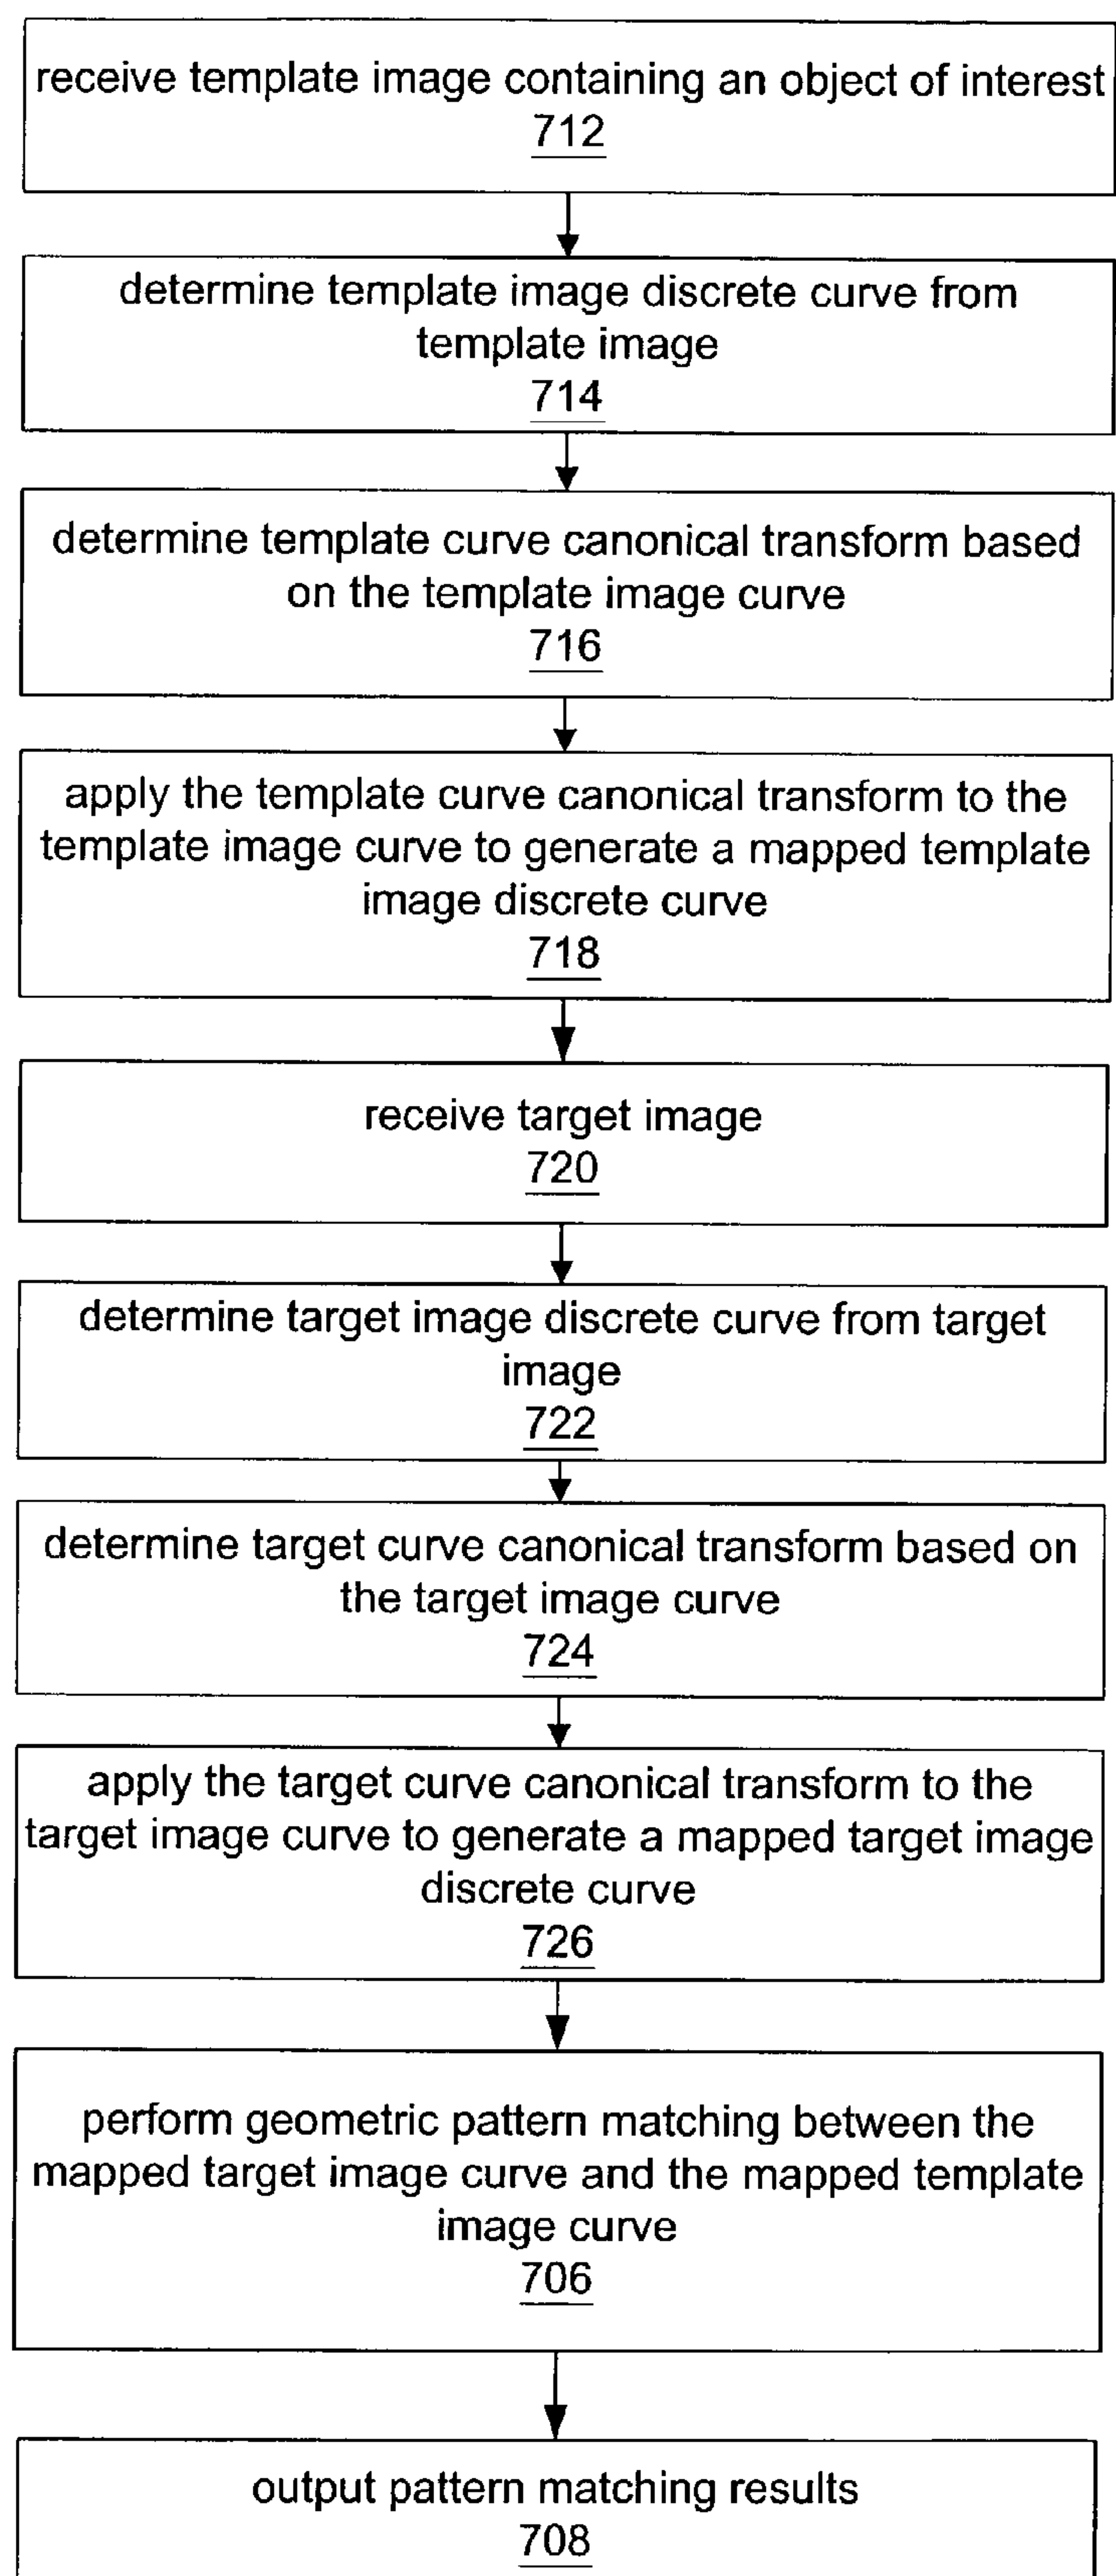 receive template image containing an object of interest
712
determine template image discrete curve from
template image
714
determine template curve canonical transform based
on the template image curve
716
apply the template curve canonical transform to the
template image curve to generate a mapped template
image discrete curve
718
receive target image
720
determine target image discrete curve from target
image
722
determine target curve canonical transform based on
the target image curve
724
apply the target curve canonical transform to the
target image curve to generate a mapped target image
discrete curve
726
perform geometric pattern matching between the
mapped target image curve and the mapped template
image curve
706
output pattern matching results
708